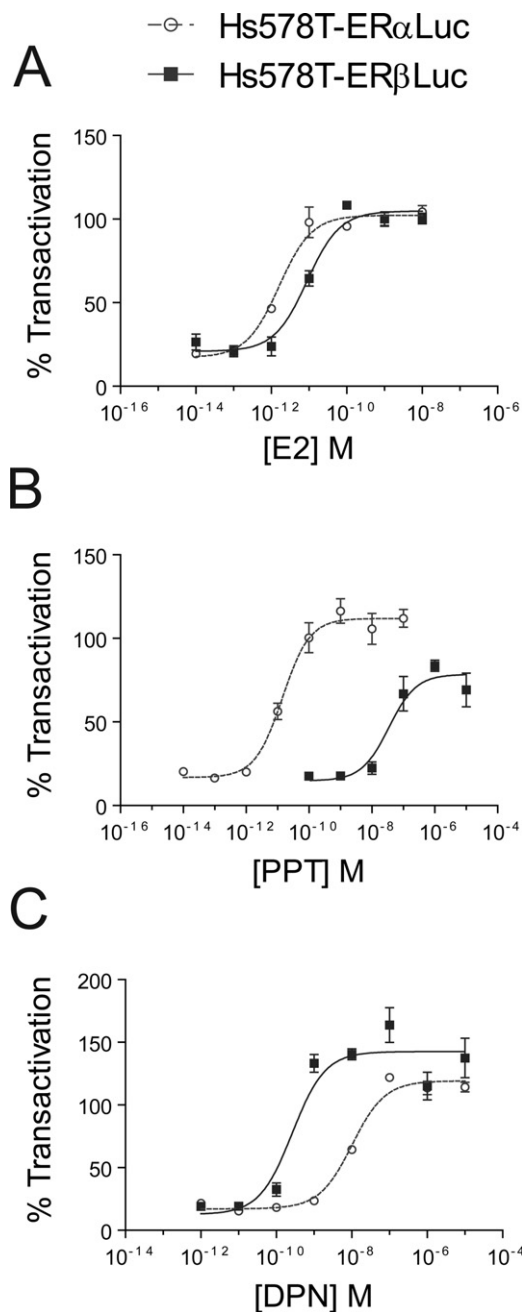 Hs578T-ERαLuc
Hs578T-ERβLuc
A
150
100
50
0
% Transactivation
10⁻¹⁶ 10⁻¹⁴ 10⁻¹² 10⁻¹⁰ 10⁻⁸ 10⁻⁶
[E2] M
B
150
100
50
0
% Transactivation
10⁻¹⁶ 10⁻¹⁴ 10⁻¹² 10⁻¹⁰ 10⁻⁸ 10⁻⁶ 10⁻⁴
[PPT] M
C
200
150
100
50
0
% Transactivation
10⁻¹⁴ 10⁻¹² 10⁻¹⁰ 10⁻⁸ 10⁻⁶ 10⁻⁴
[DPN] M